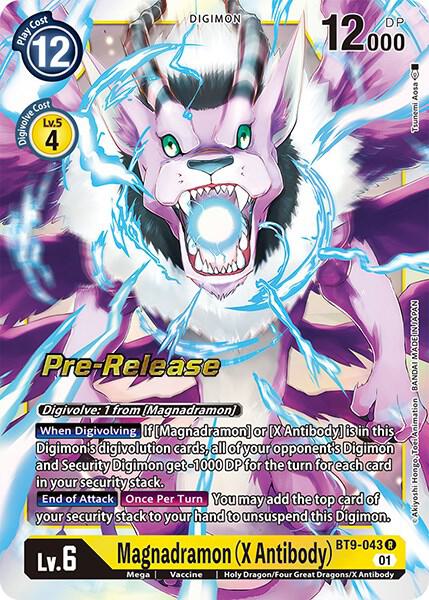 DIGIMON
Play Cost
12
12000
DP
Digivolve Cost
Lv.5
4
Tsunemi Aosa
Pre-Release
Digivolve: 1 from [Magnadramon]
When Digivolving If [Magnadramon] or [X Antibody] is in this
Digimon's digivolution cards, all of your opponent's Digimon
and Security Digimon get -1000 DP for the turn for each card
in your security stack.
End of Attack Once Per Turn You may add the top card of
your security stack to your hand to unsuspend this Digimon.
©Akiyoshi Hongo, Toei Animation BANDAI MADE IN JAPAN
Lv.6
Magnadramon (X Antibody)
BT9-043 R
01
Mega
Vaccine
Holy Dragon/Four Great Dragons/X Antibody